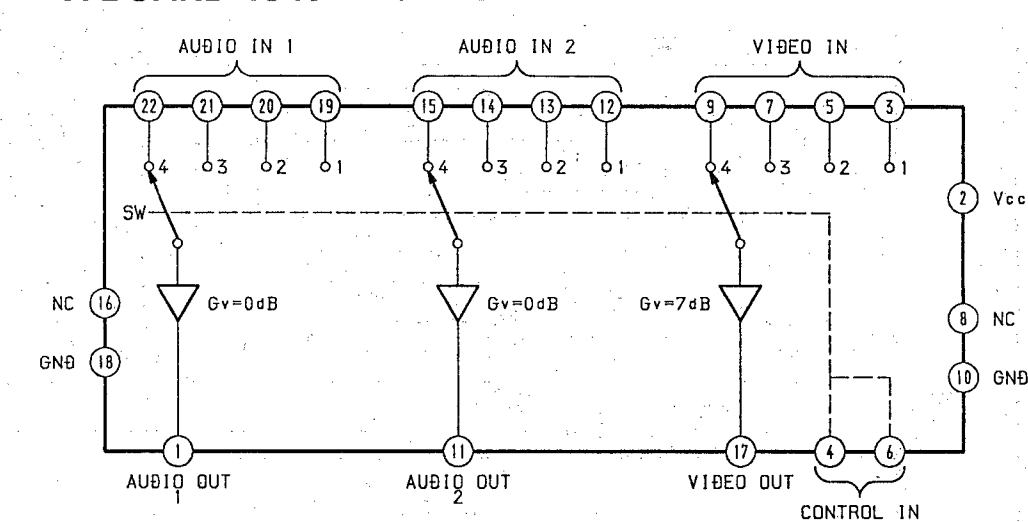 AUDIO IN 1 AUDIO IN 2 VIDEO IN
22 21 20 19 15 14 13 12 9 7 5 3
4 3 2 1 4 3 2 1 4 3 2 1
2 Vcc
SW
NC 16 Gv=0dB Gv=0dB Gv=7dB 8 NC
GND 18 10 GND
1 11 17 4 6
AUDIO OUT 1 AUDIO OUT 2 VIDEO OUT
CONTROL IN